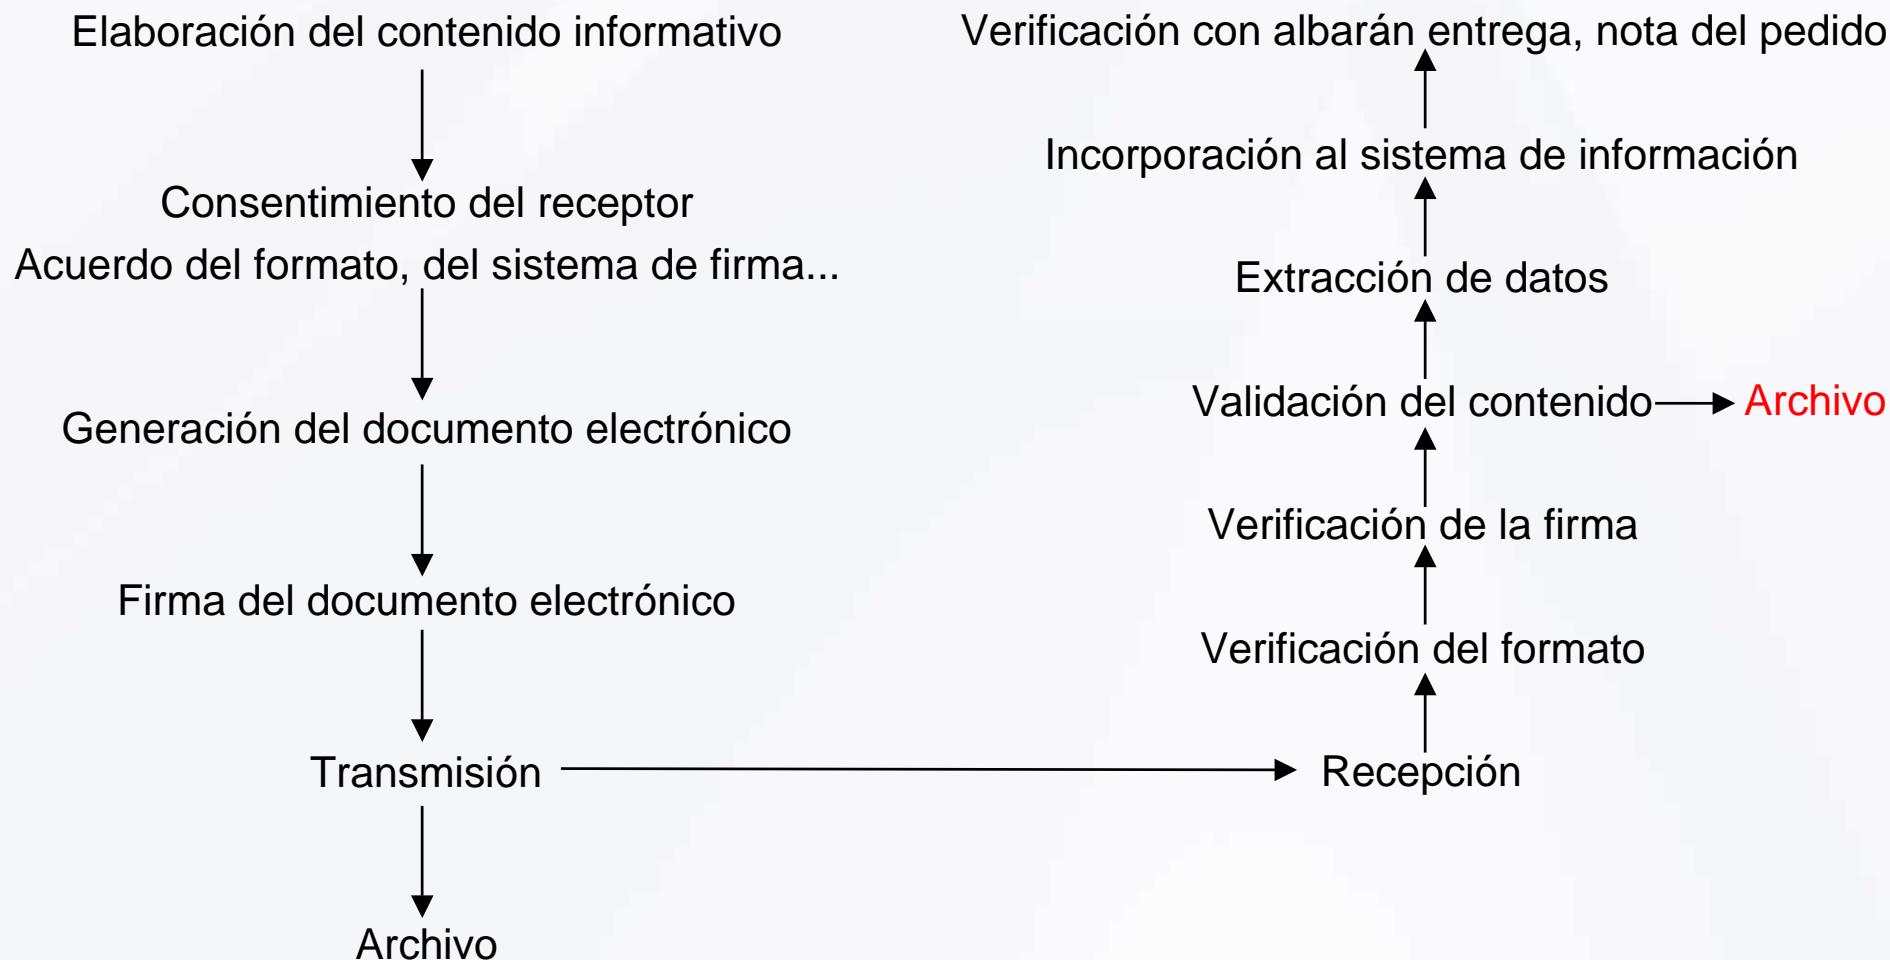 Elaboración del contenido informativo
Consentimiento del receptor
Acuerdo del formato, del sistema de firma...
Generación del documento electrónico
Firma del documento electrónico
Transmisión
Archivo
Verificación con albarán entrega, nota del pedido
Incorporación al sistema de información
Extracción de datos
Validación del contenido
Archivo
Verificación de la firma
Verificación del formato
Recepción